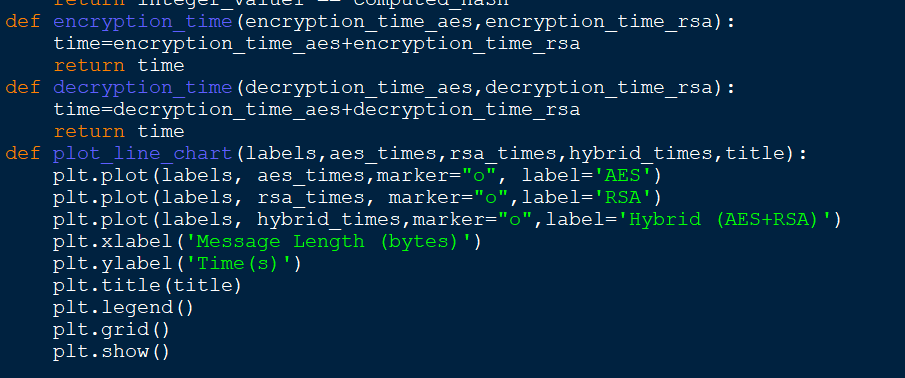 return integer_value1 == computed_hash
def encryption_time(encryption_time_aes,encryption_time_rsa):
    time=encryption_time_aes+encryption_time_rsa
    return time
def decryption_time(decryption_time_aes,decryption_time_rsa):
    time=decryption_time_aes+decryption_time_rsa
    return time
def plot_line_chart(labels,aes_times,rsa_times,hybrid_times,title):
    plt.plot(labels, aes_times,marker="o", label='AES')
    plt.plot(labels, rsa_times, marker="o",label='RSA')
    plt.plot(labels, hybrid_times,marker="o",label='Hybrid (AES+RSA)')
    plt.xlabel('Message Length (bytes)')
    plt.ylabel('Time(s)')
    plt.title(title)
    plt.legend()
    plt.grid()
    plt.show()